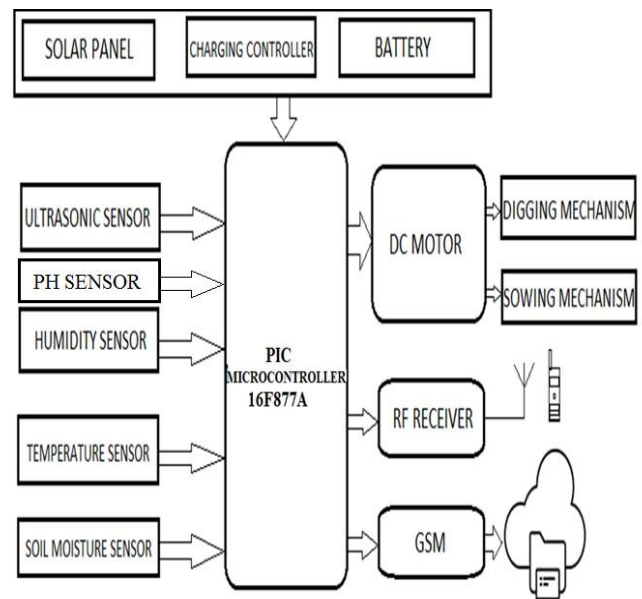 SOLAR PANEL
CHARGING CONTROLLER
BATTERY
ULTRASONIC SENSOR
PH SENSOR
HUMIDITY SENSOR
TEMPERATURE SENSOR
SOIL MOISTURE SENSOR
PIC
MICROCONTROLLER
16F877A
DC MOTOR
DIGGING MECHANISM
SOWING MECHANISM
RF RECEIVER
GSM